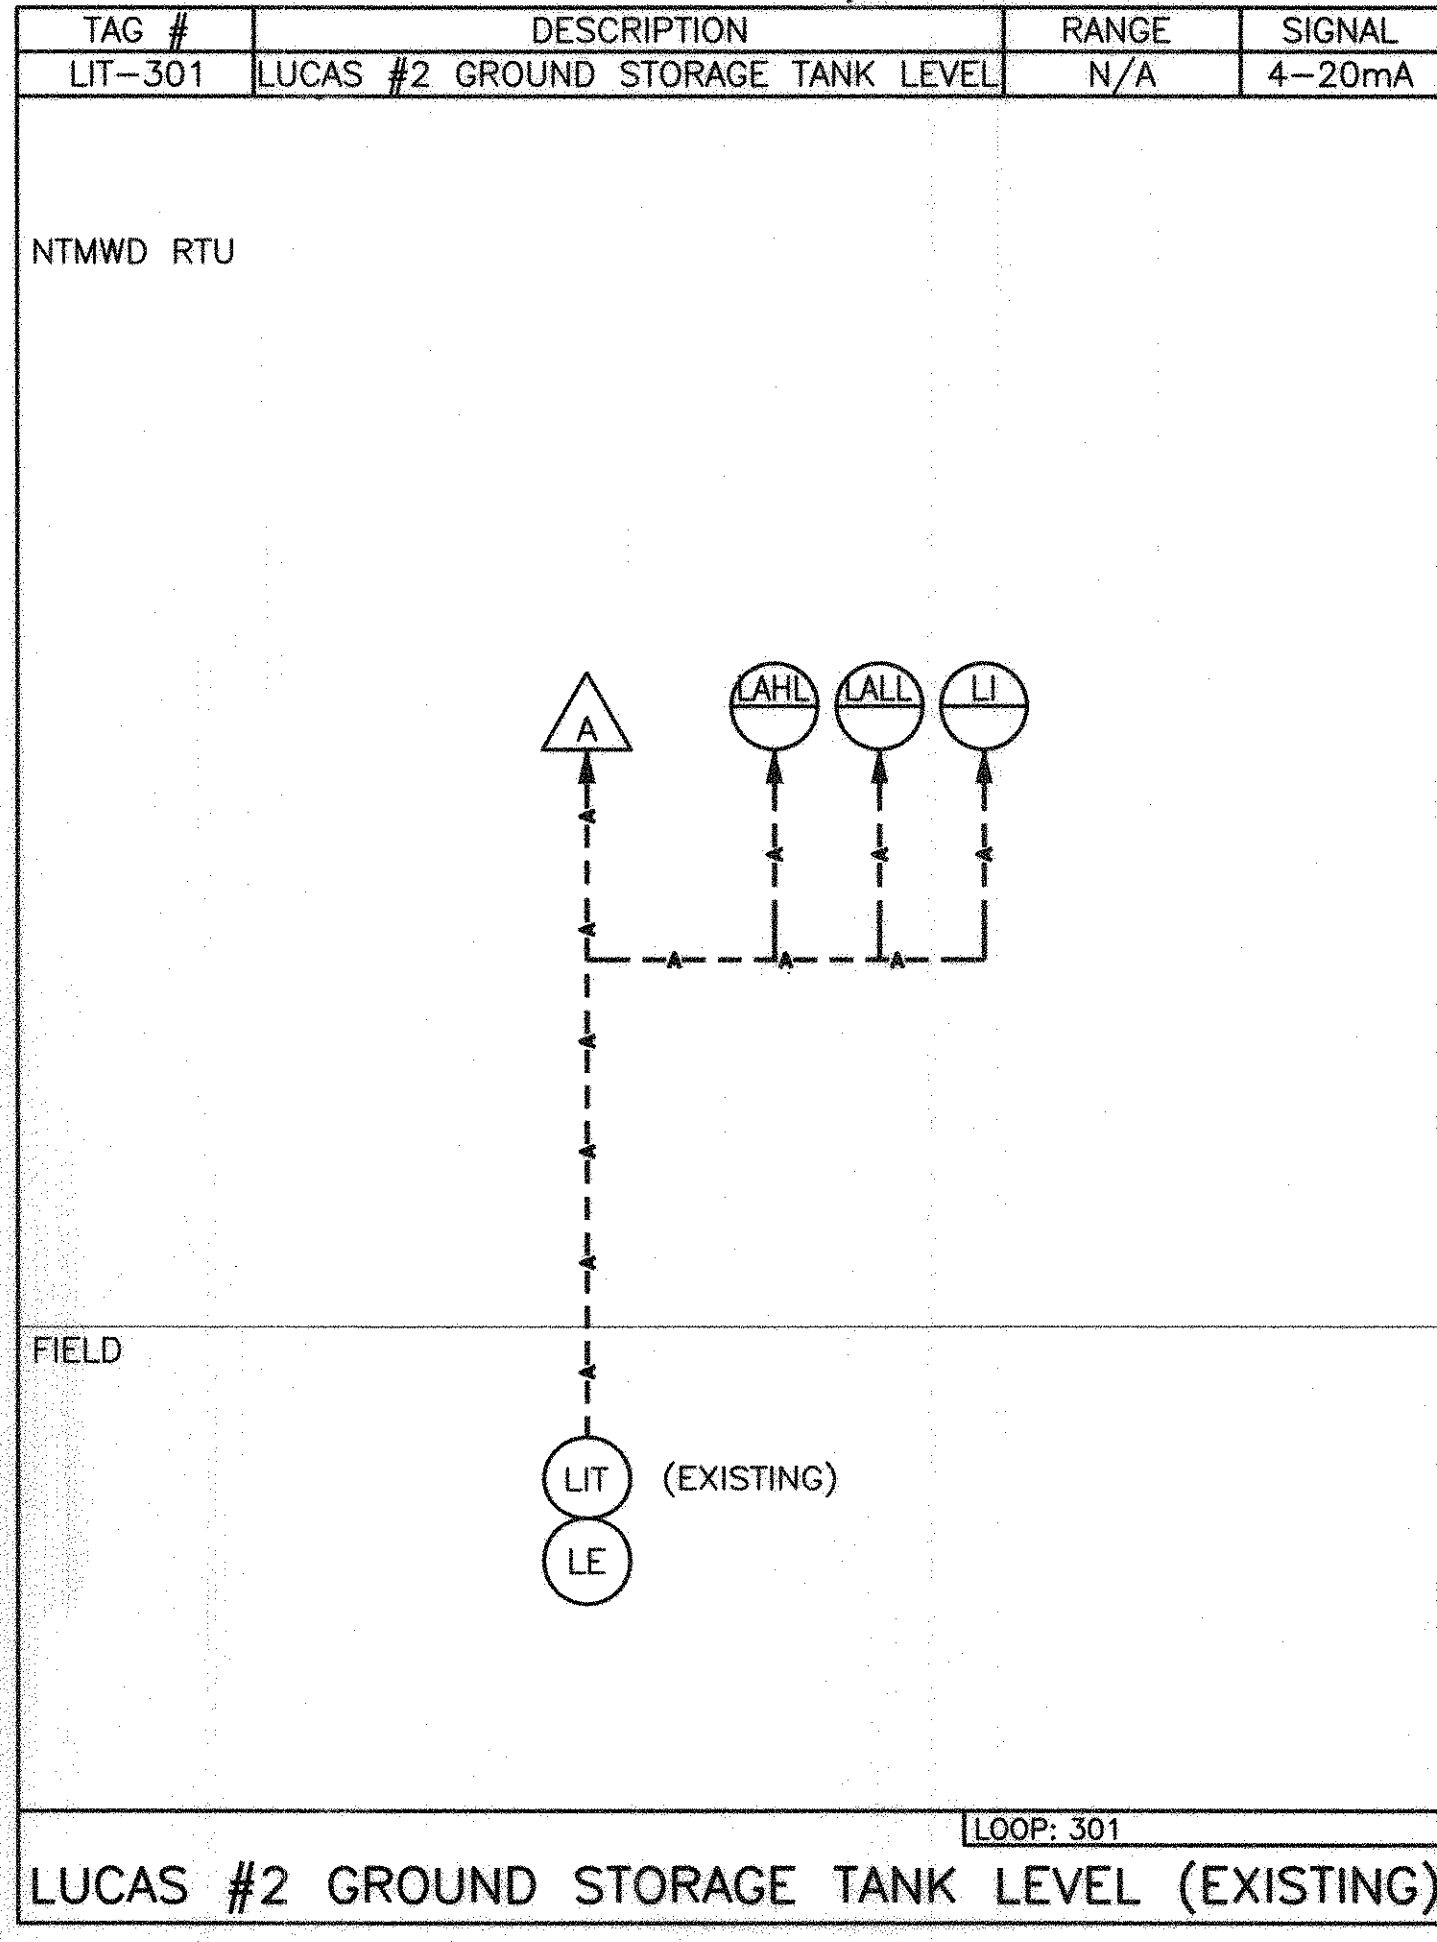 TAG # DESCRIPTION RANGE SIGNAL
LIT-301 LUCAS #2 GROUND STORAGE TANK LEVEL N/A 4-20mA
NTMWD RTU
A LAHL LALL LI
A
A A A
A
A A A
A
A
A
A
FIELD
A
LIT (EXISTING)
LE
LOOP: 301
LUCAS #2 GROUND STORAGE TANK LEVEL (EXISTING)